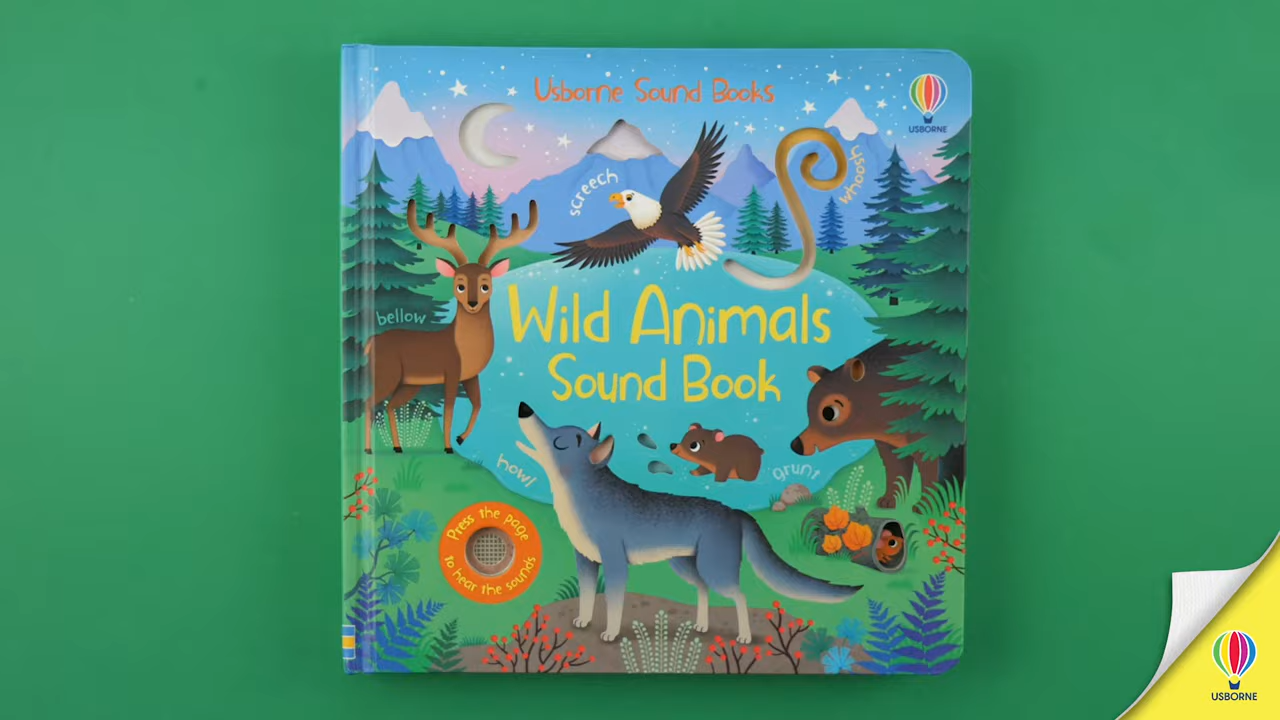 Usborne Sound Books
USBORNE
screech
whoosh
bellow
Wild Animals
Sound Book
howl
grunt
Press the page
to hear the sounds
USBORNE